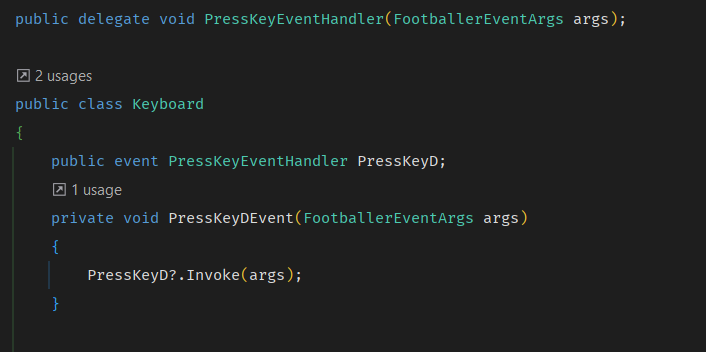 public delegate void PressKeyEventHandler(FootballerEventArgs args);
2 usages
public class Keyboard
{
public event PressKeyEventHandler PressKeyD;
1 usage
private void PressKeyDEvent(FootballerEventArgs args)
{
PressKeyD?.Invoke(args);
}